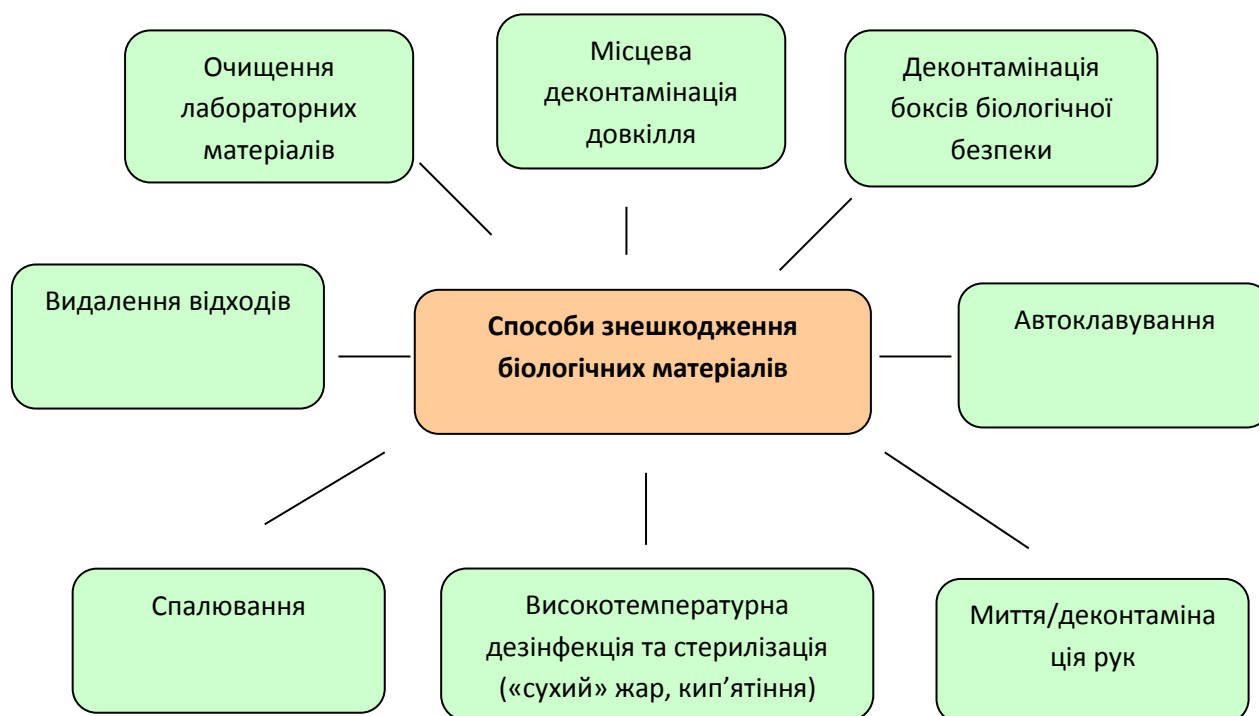 Очищення
лабораторних
матеріалів
Місцева
деконтамінація
довкілля
Деконтамінація
боксів біологічної
безпеки
Видалення відходів
Способи знешкодження
біологічних матеріалів
Автоклавування
Спалювання
Високотемпературна
дезінфекція та стерилізація
(«сухий» жар, кип’ятіння)
Миття/деконтаміна
ція рук